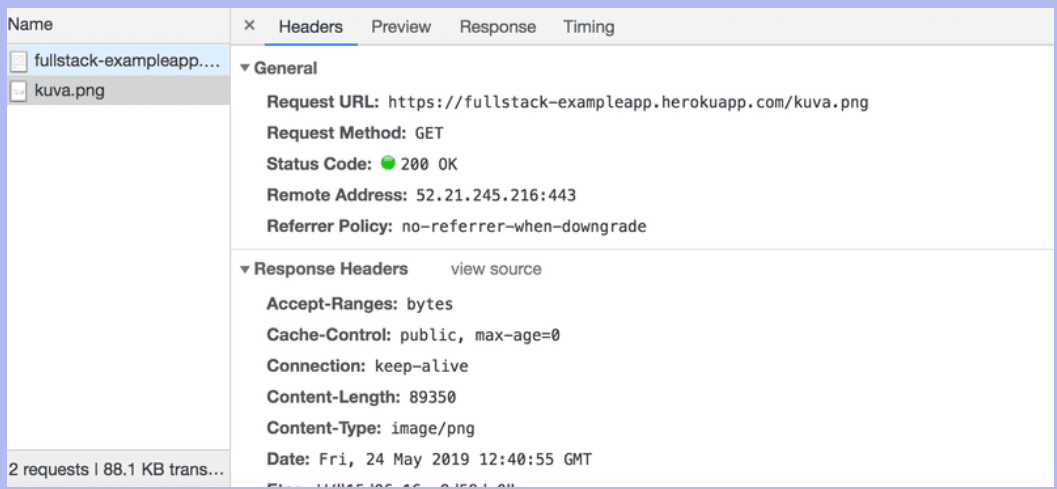 Name
× Headers Preview Response Timing
fullstack-exampleapp....
kuva.png
▼ General
Request URL: https://fullstack-exampleapp.herokuapp.com/kuva.png
Request Method: GET
Status Code: 200 OK
Remote Address: 52.21.245.216:443
Referrer Policy: no-referrer-when-downgrade
▼ Response Headers view source
Accept-Ranges: bytes
Cache-Control: public, max-age=0
Connection: keep-alive
Content-Length: 89350
Content-Type: image/png
Date: Fri, 24 May 2019 12:40:55 GMT
2 requests | 88.1 KB trans...